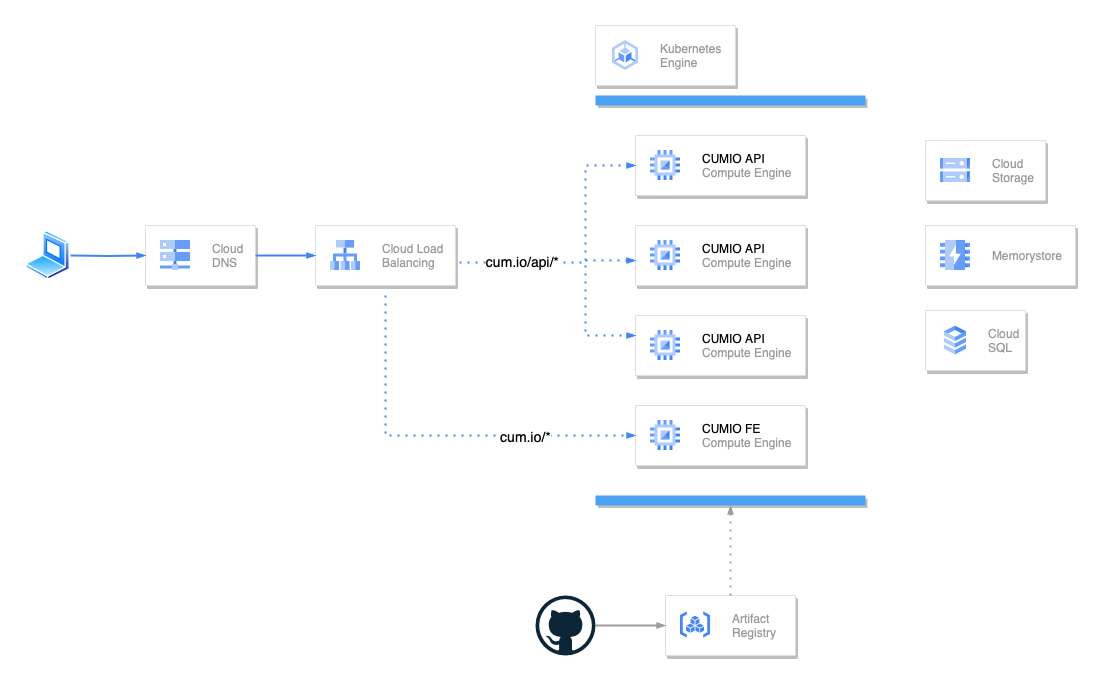 Kubernetes
Engine
CUMIO API
Compute Engine
Cloud
Storage
Cloud
DNS
Cloud Load
Balancing
cum.io/api/*
CUMIO API
Compute Engine
Memorystore
CUMIO API
Compute Engine
Cloud
SQL
cum.io/*
CUMIO FE
Compute Engine
Artifact
Registry